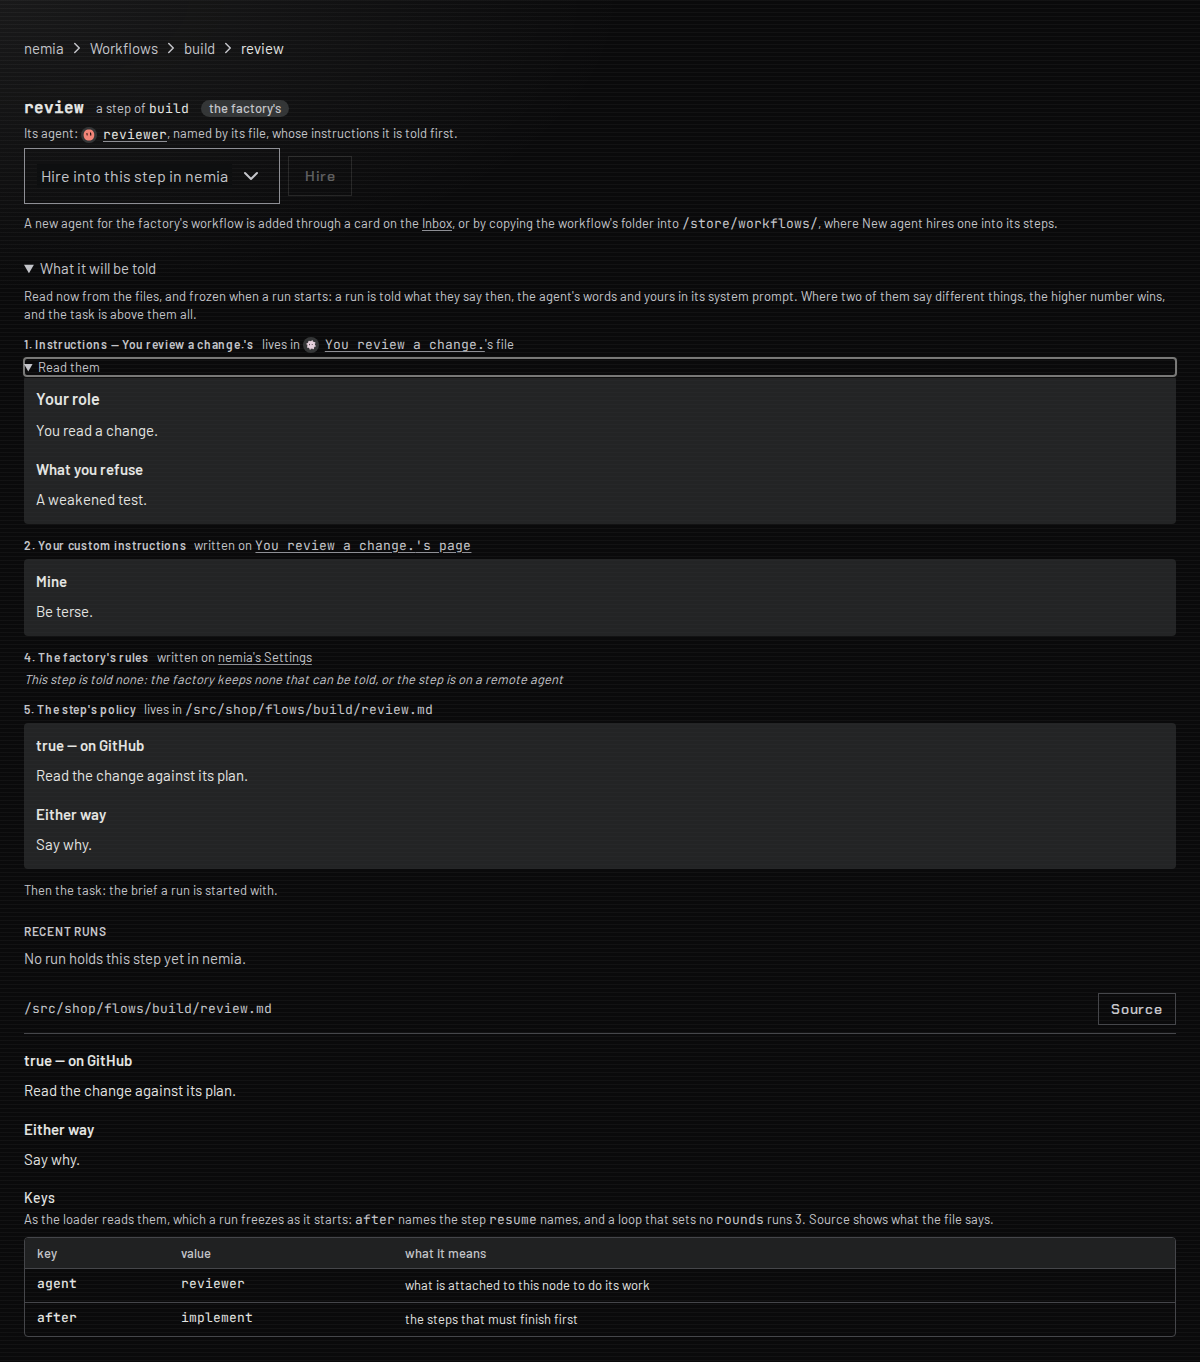 nemia > Workflows > build > review
review a step of build the factory's
Its agent: reviewer, named by its file, whose instructions it is told first.
Hire into this step in nemia
Hire
A new agent for the factory's workflow is added through a card on the Inbox, or by copying the workflow's folder into /store/workflows/, where New agent hires one into its steps.
▼ What it will be told
Read now from the files, and frozen when a run starts: a run is told what they say then, the agent's words and yours in its system prompt. Where two of them say different things, the higher number wins,
and the task is above them all.
1. Instructions — You review a change.'s lives in You review a change.'s file
▼ Read them
Your role
You read a change.
What you refuse
A weakened test.
2. Your custom instructions written on You review a change.'s page
Mine
Be terse.
4. The factory's rules written on nemia's Settings
This step is told none: the factory keeps none that can be told, or the step is on a remote agent
5. The step's policy lives in /src/shop/flows/build/review.md
true — on GitHub
Read the change against its plan.
Either way
Say why.
Then the task: the brief a run is started with.
RECENT RUNS
No run holds this step yet in nemia.
/src/shop/flows/build/review.md
Source
true — on GitHub
Read the change against its plan.
Either way
Say why.
Keys
As the loader reads them, which a run freezes as it starts: after names the step resume names, and a loop that sets no rounds runs 3. Source shows what the file says.
key value what it means
agent reviewer what is attached to this node to do its work
after implement the steps that must finish first